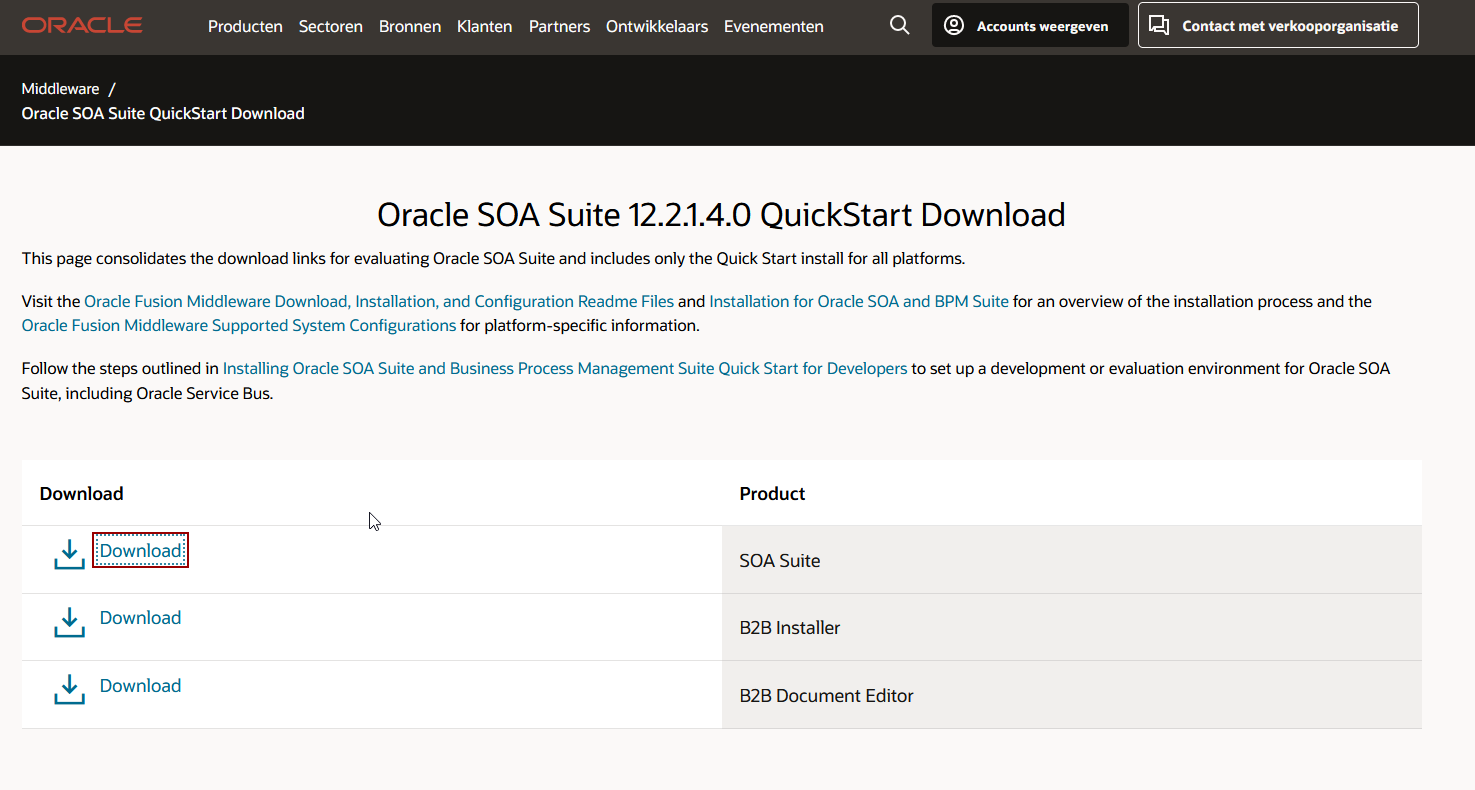 ORACLE
Producten Sectoren Bronnen Klanten Partners Ontwikkelaars Evenementen
Accounts weergeven
Contact met verkooporganisatie
Middleware /
Oracle SOA Suite QuickStart Download
Oracle SOA Suite 12.2.1.4.0 QuickStart Download
This page consolidates the download links for evaluating Oracle SOA Suite and includes only the Quick Start install for all platforms.
Visit the Oracle Fusion Middleware Download, Installation, and Configuration Readme Files and Installation for Oracle SOA and BPM Suite for an overview of the installation process and the
Oracle Fusion Middleware Supported System Configurations for platform-specific information.
Follow the steps outlined in Installing Oracle SOA Suite and Business Process Management Suite Quick Start for Developers to set up a development or evaluation environment for Oracle SOA
Suite, including Oracle Service Bus.
Download Product
Download SOA Suite
Download B2B Installer
Download B2B Document Editor